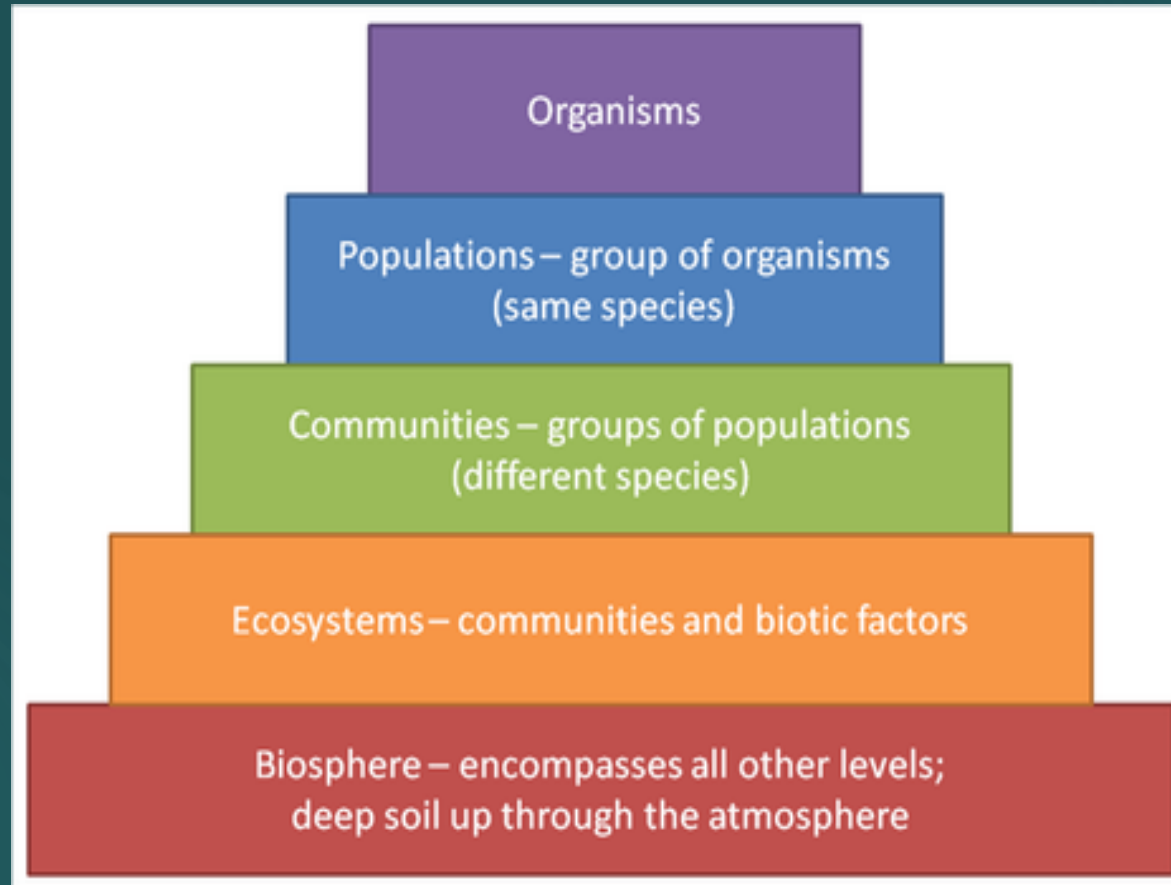 Organisms
Populations – group of organisms
(same species)
Communities – groups of populations
(different species)
Ecosystems – communities and biotic factors
Biosphere – encompasses all other levels;
deep soil up through the atmosphere